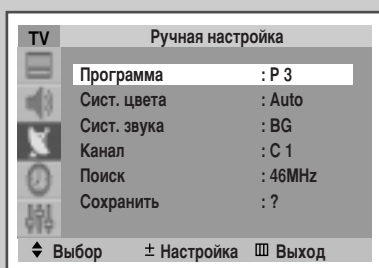 TV Ручная настройка
Программа : P 3
Сист. цвета : Auto
Сист. звука : BG
Канал : C 1
Поиск : 46MHz
Сохранить : ?
Выбор ± Настройка Выход